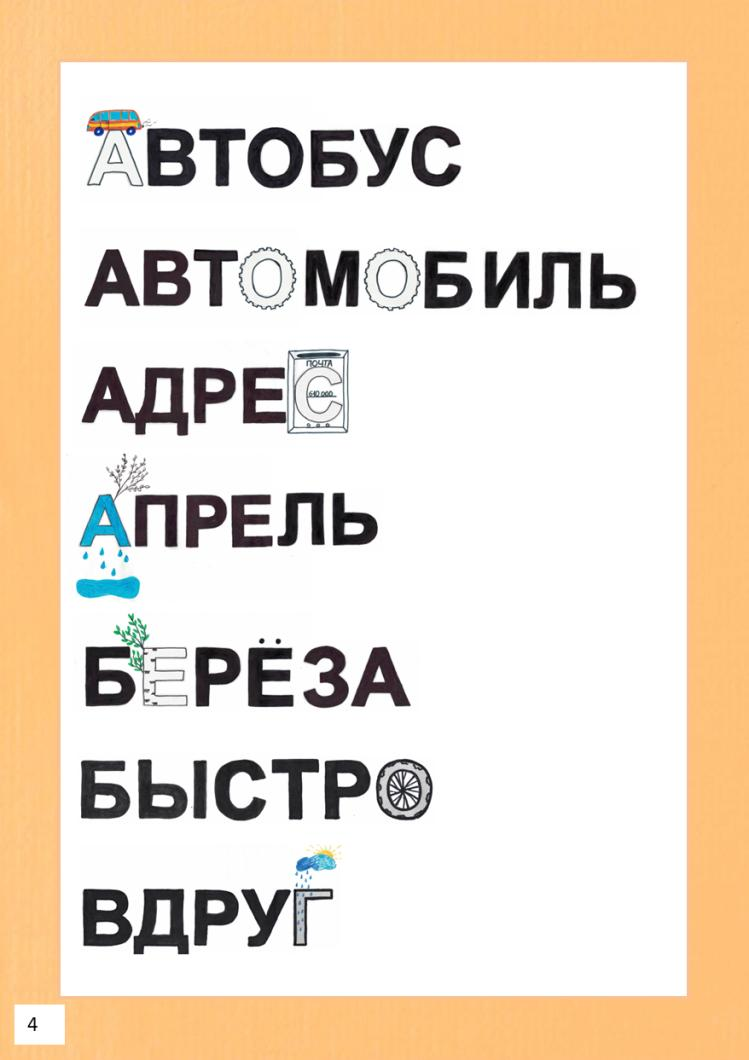 АВТОБУС
АВТОМОБИЛЬ
АДРЕС
ПОЧТА
610 000
АПРЕЛЬ
БЕРЁЗА
БЫСТРО
ВДРУГ
4